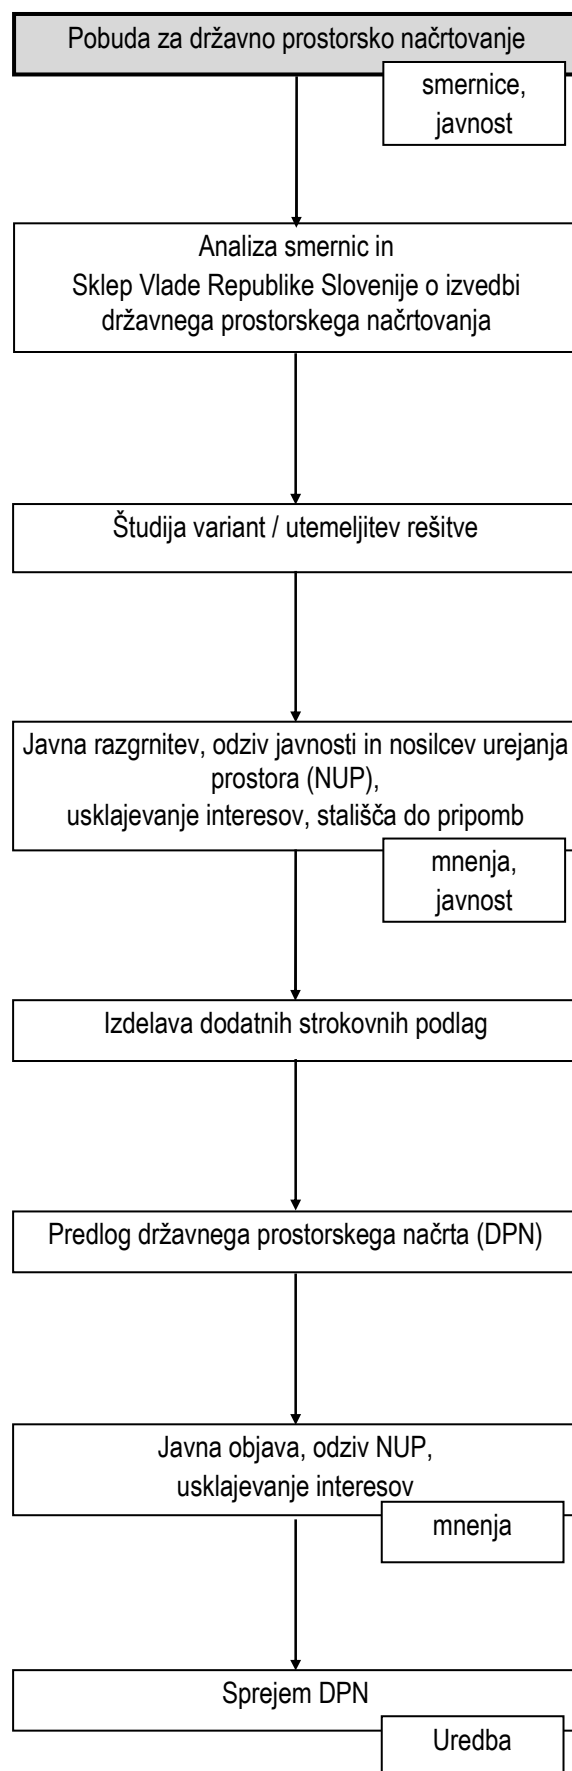 Pobuda za državno prostorsko načrtovanje
smernice,
javnost
Analiza smernic in
Sklep Vlade Republike Slovenije o izvedbi
državnega prostorskega načrtovanja
Študija variant / utemeljitev rešitve
Javna razgrnitev, odziv javnosti in nosilcev urejanja
prostora (NUP),
usklajevanje interesov, stališča do pripomb
mnenja,
javnost
Izdelava dodatnih strokovnih podlag
Predlog državnega prostorskega načrta (DPN)
Javna objava, odziv NUP,
usklajevanje interesov
mnenja
Sprejem DPN
Uredba